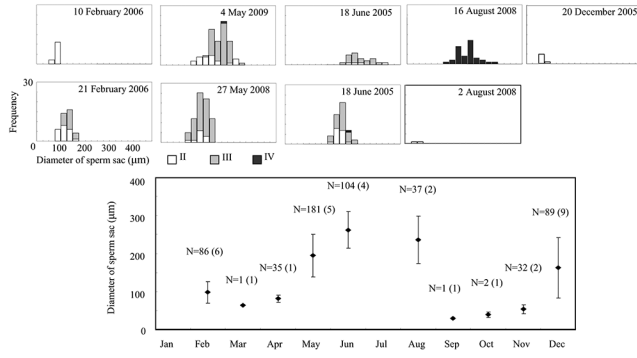 10 February 2006
4 May 2009
18 June 2005
16 August 2008
20 December 2005
30
21 February 2006
27 May 2008
18 June 2005
2 August 2008
Frequency
0
0 100 200 300 400
Diameter of sperm sac (μm)
II III IV
400
300
200
100
0
Diameter of sperm sac (μm)
N=86 (6)
N=1 (1)
N=35 (1)
N=181 (5)
N=104 (4)
N=37 (2)
N=1 (1)
N=2 (1)
N=32 (2)
N=89 (9)
Jan Feb Mar Apr May Jun Jul Aug Sep Oct Nov Dec